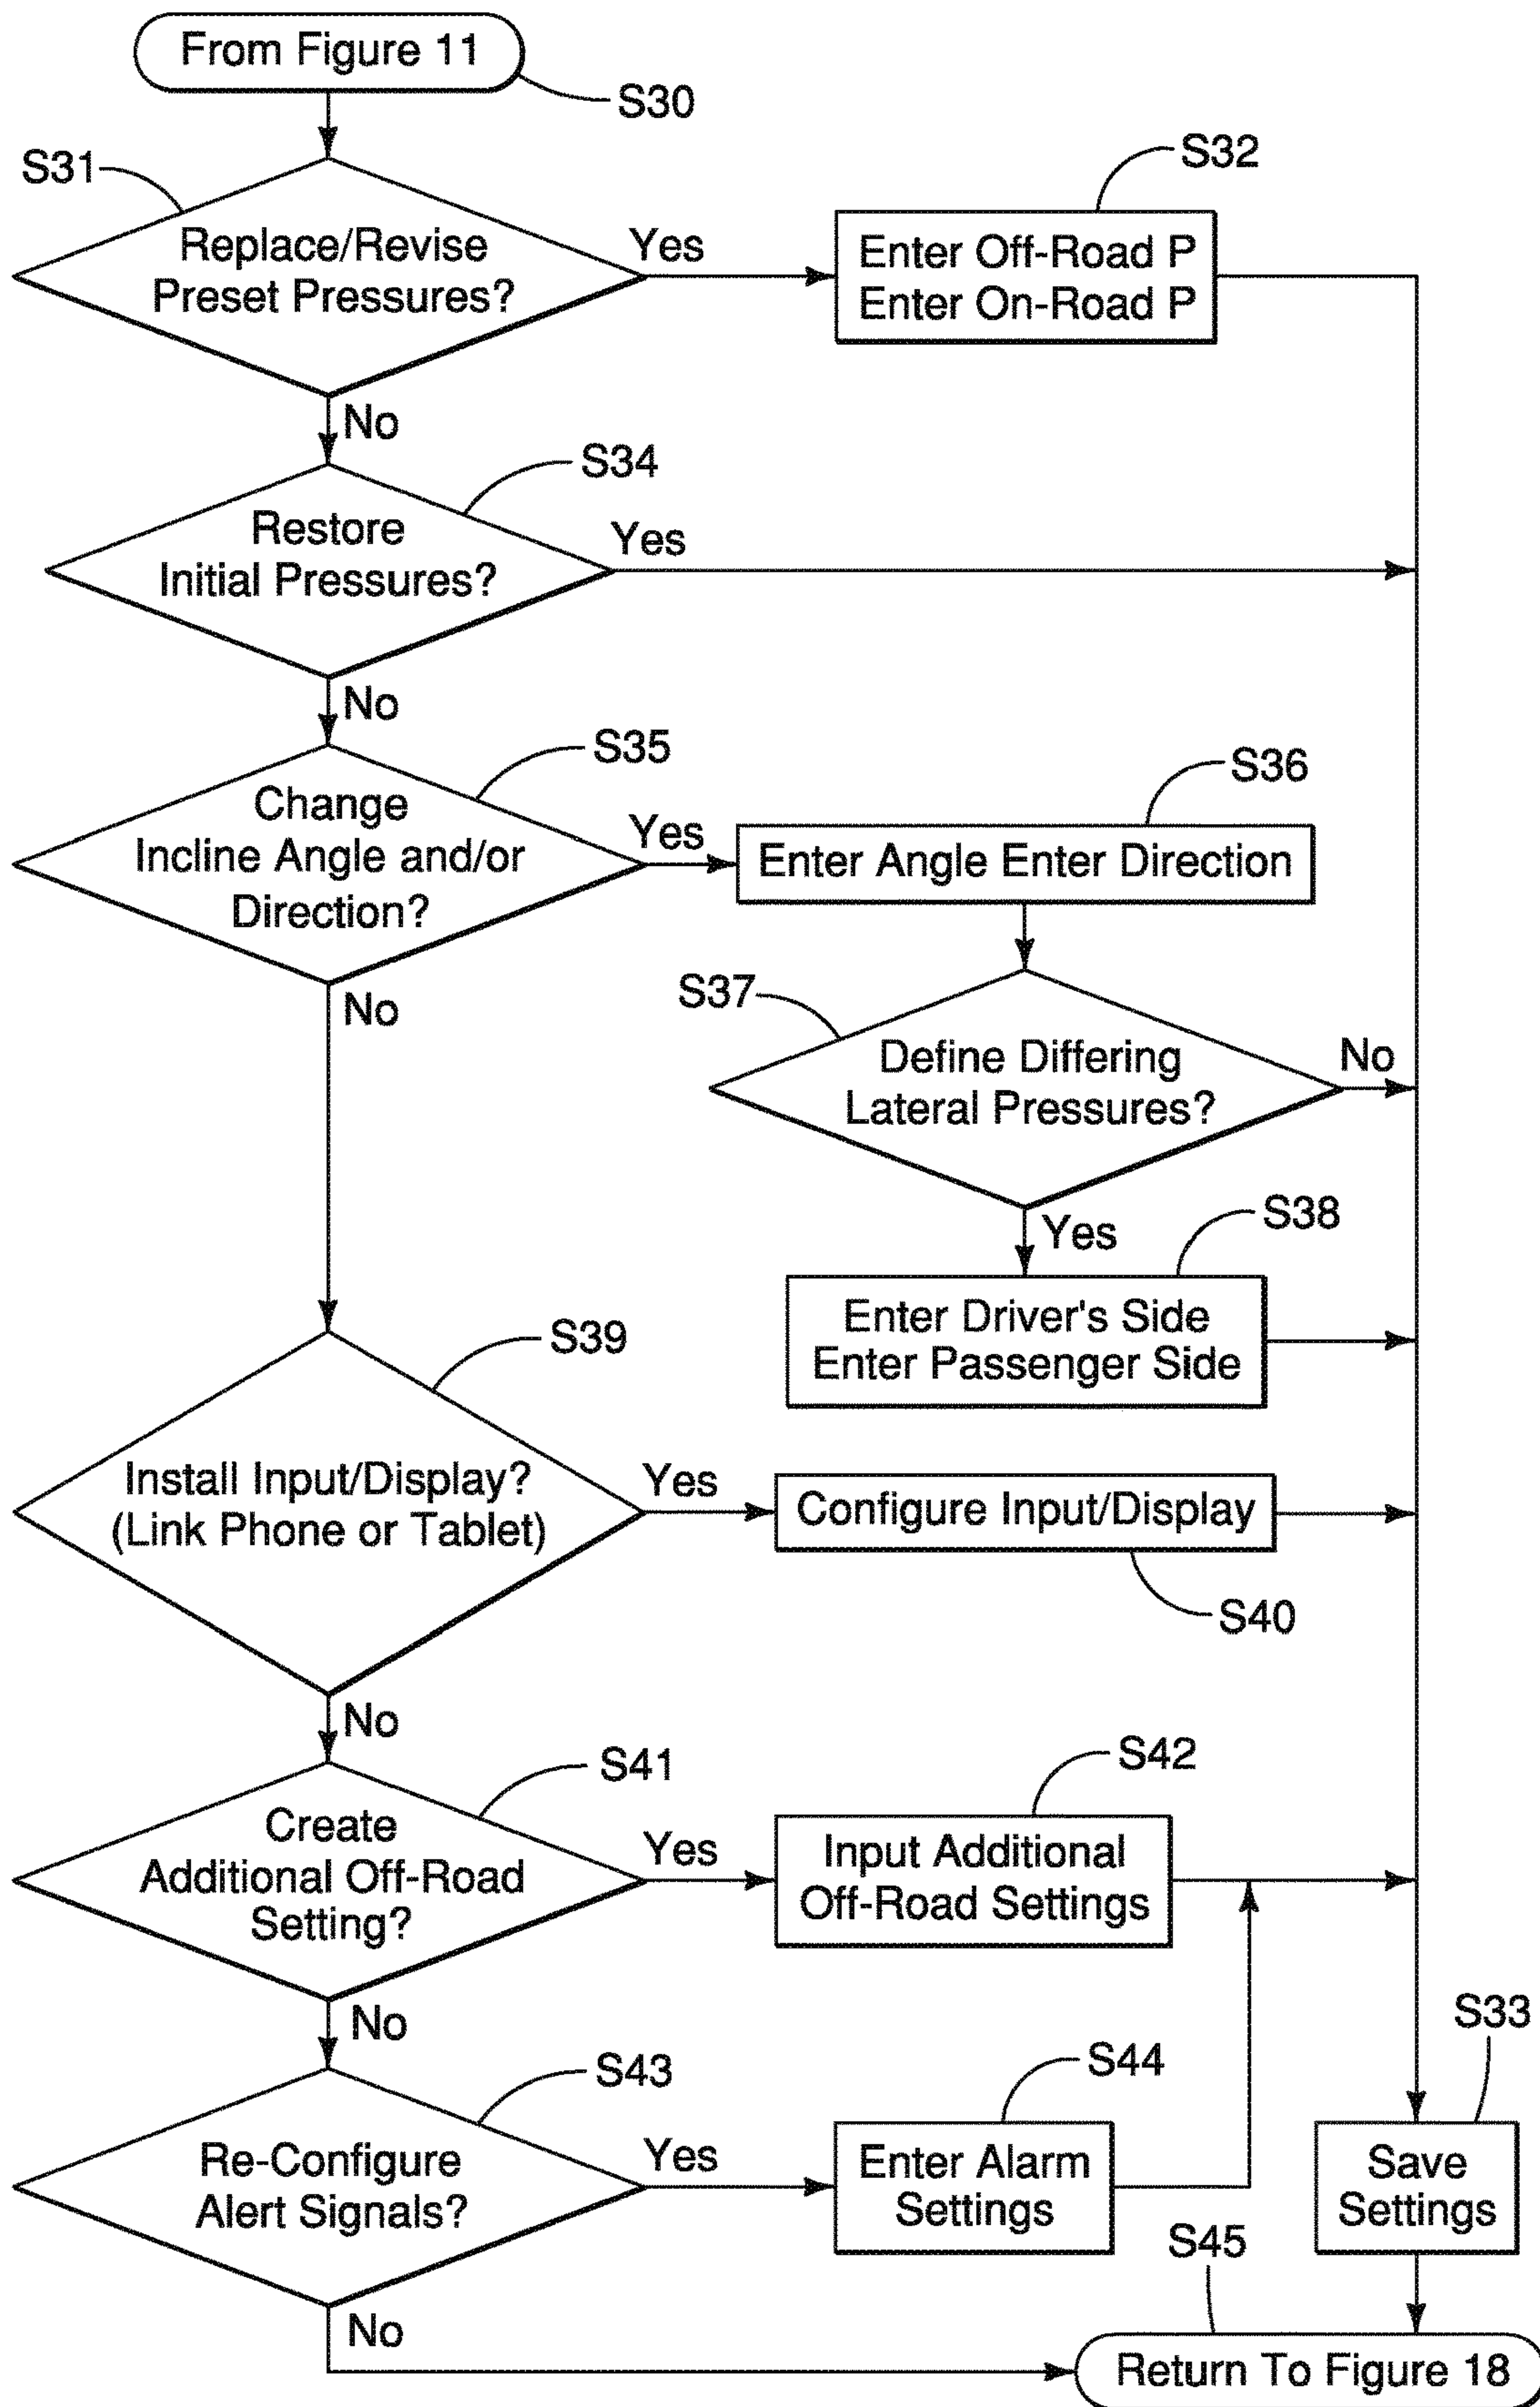 From Figure 11
S30
S31
Replace/Revise
Preset Pressures?
Yes
S32
Enter Off-Road P
Enter On-Road P
No
S34
Restore
Initial Pressures?
Yes
No
S35
Change
Incline Angle and/or
Direction?
Yes
S36
Enter Angle Enter Direction
No
S37
Define Differing
Lateral Pressures?
No
Yes
S38
Enter Driver's Side
Enter Passenger Side
S39
Install Input/Display?
(Link Phone or Tablet)
Yes
Configure Input/Display
S40
No
S41
Create
Additional Off-Road
Setting?
Yes
S42
Input Additional
Off-Road Settings
No
S43
Re-Configure
Alert Signals?
Yes
S44
Enter Alarm
Settings
S33
Save
Settings
S45
No
Return To Figure 18